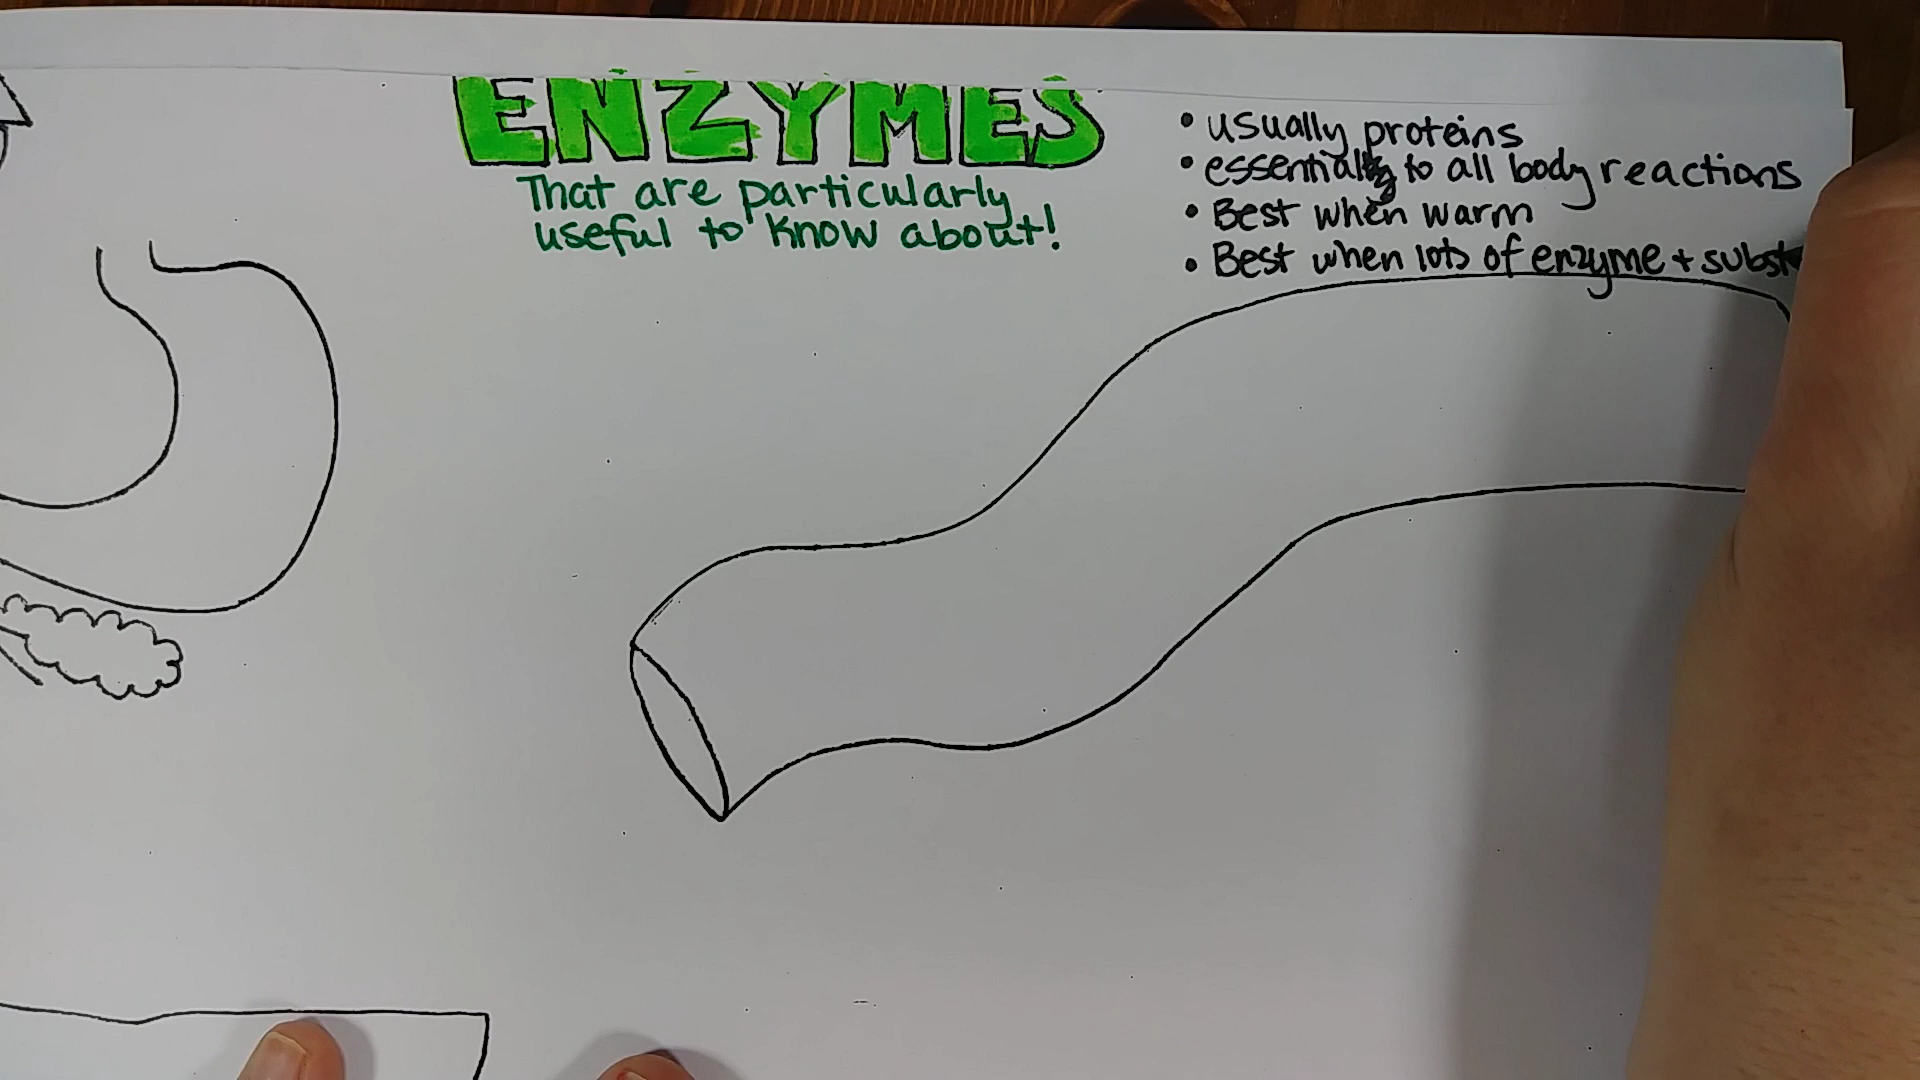 ENZYMES
That are particularly
useful to know about!
• usually proteins
• essential to all body reactions
• Best when warm
• Best when lots of enzyme + subst